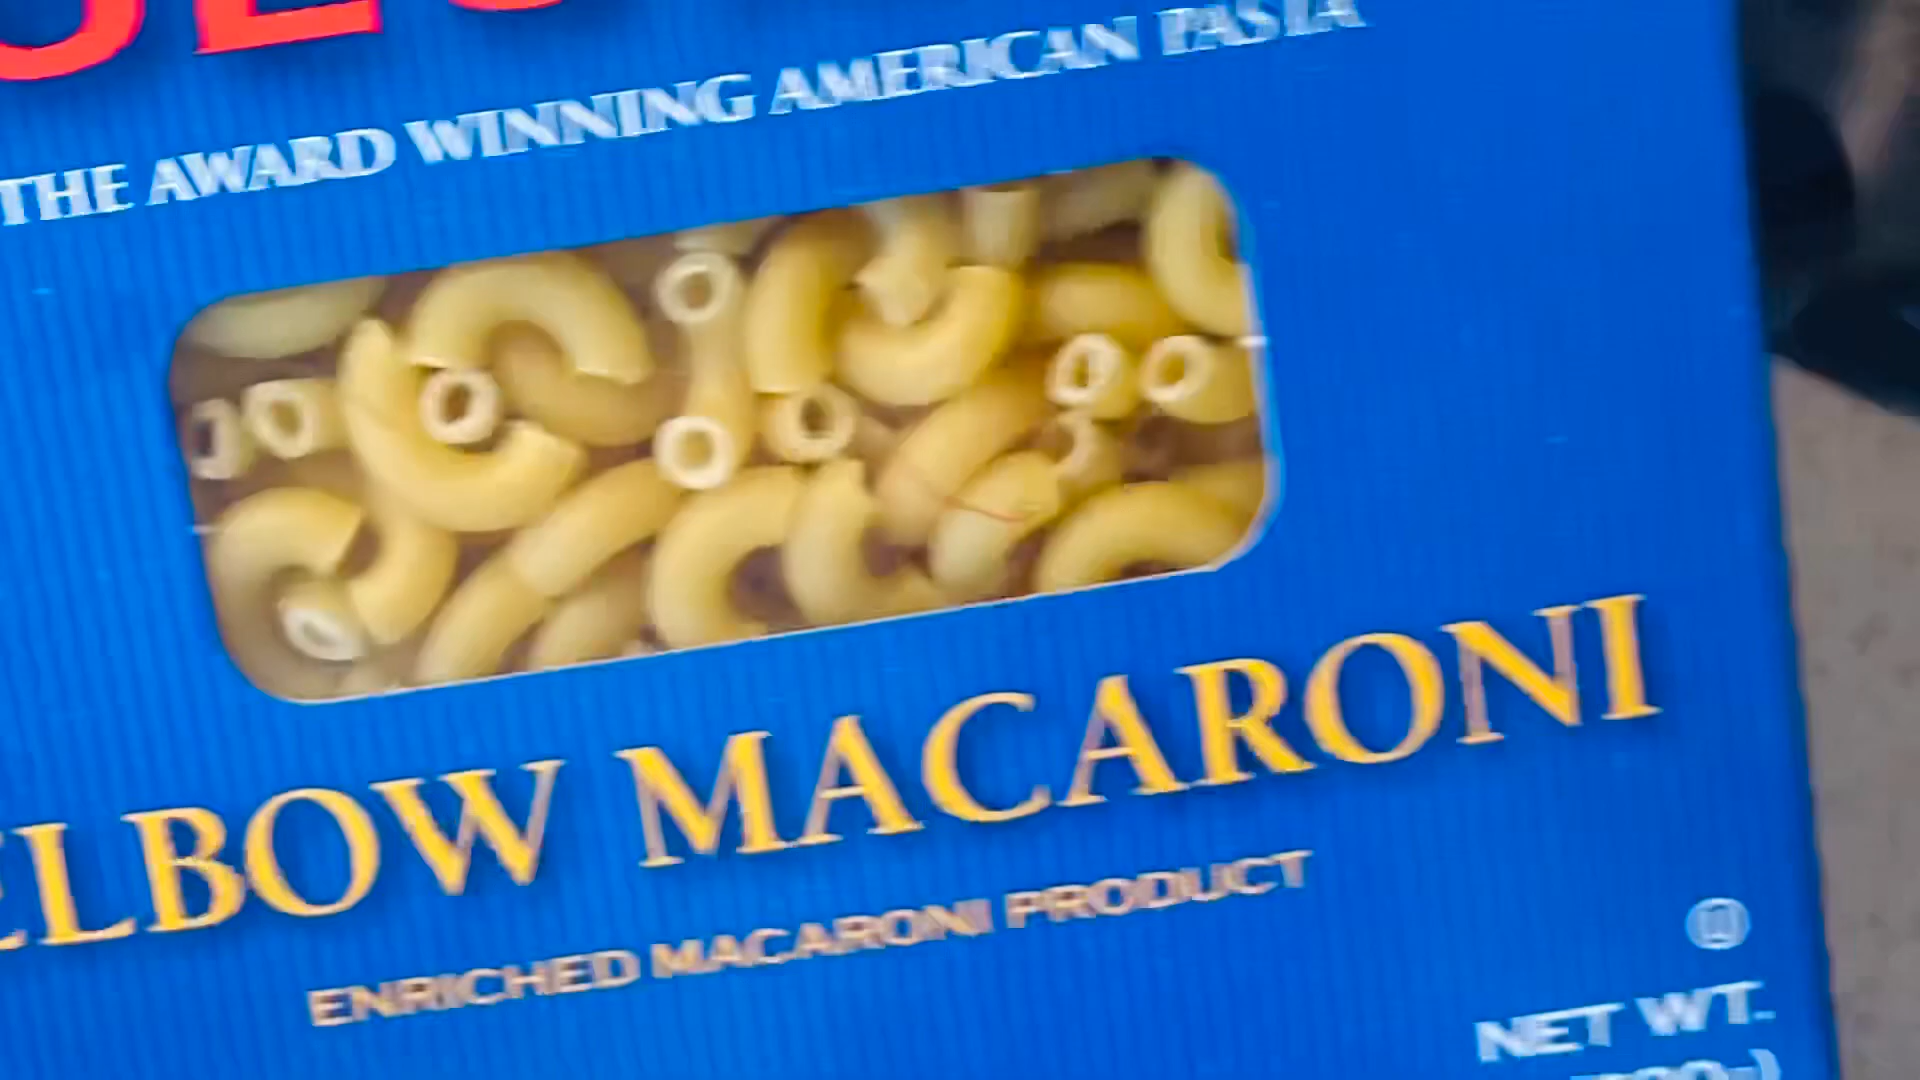 THE AWARD WINNING AMERICAN PASTA
ELBOW MACARONI
ENRICHED MACARONI PRODUCT
U
NET WT.